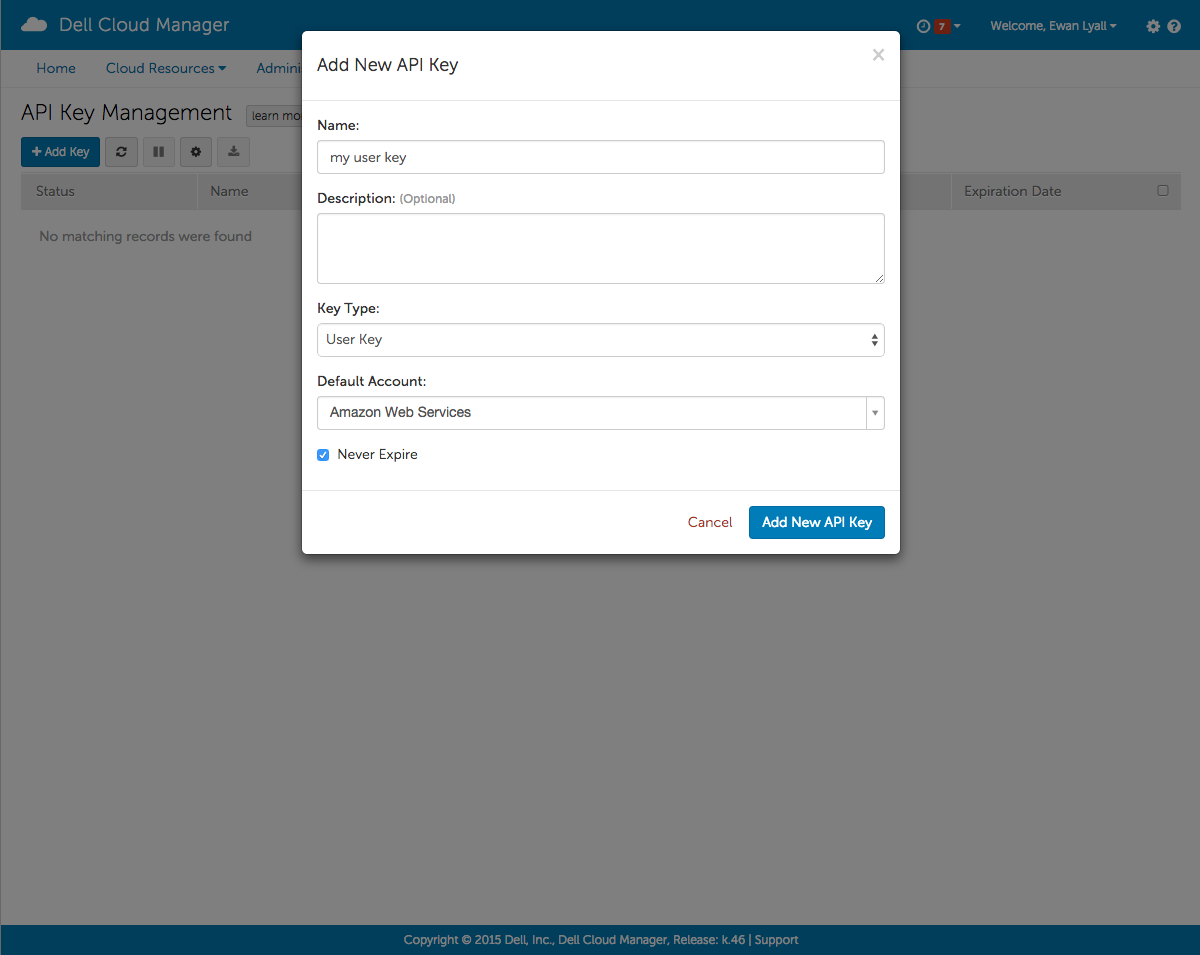 Dell Cloud Manager
7
Welcome, Ewan Lyall
Home
Cloud Resources
Admini
API Key Management
learn mo
+ Add Key
Status
Name
Expiration Date
No matching records were found
Add New API Key
×
Name:
my user key
Description: (Optional)
Key Type:
User Key
Default Account:
Amazon Web Services
Never Expire
Cancel
Add New API Key
Copyright © 2015 Dell, Inc., Dell Cloud Manager, Release: k.46 | Support